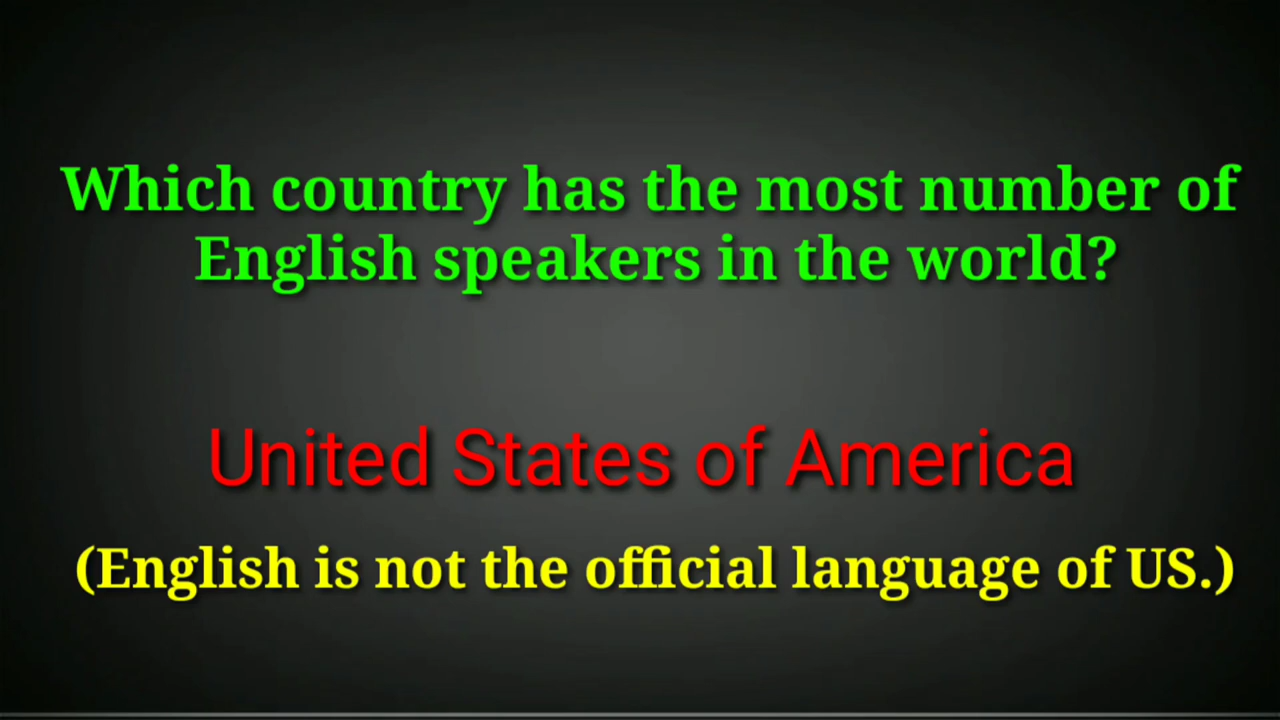 Which country has the most number of
English speakers in the world?
United States of America
(English is not the official language of US.)